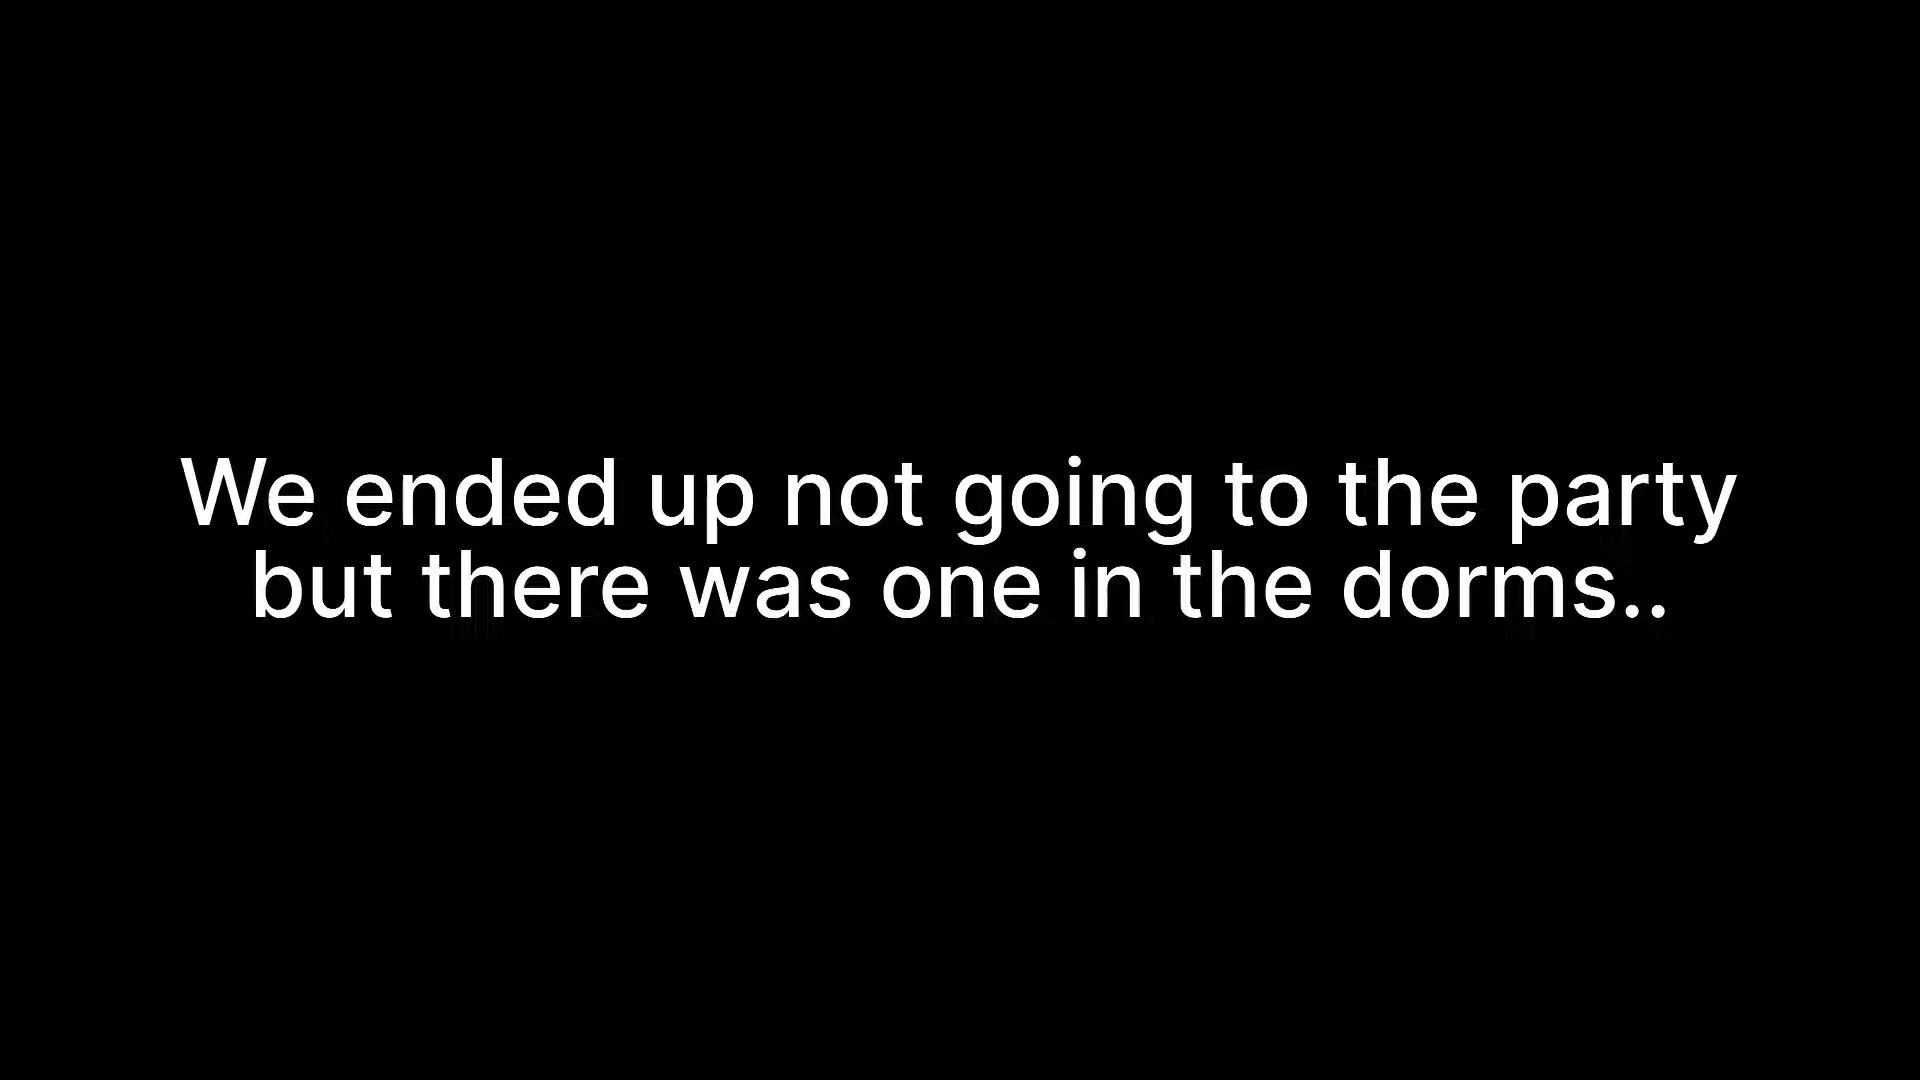 We ended up not going to the party
but there was one in the dorms..